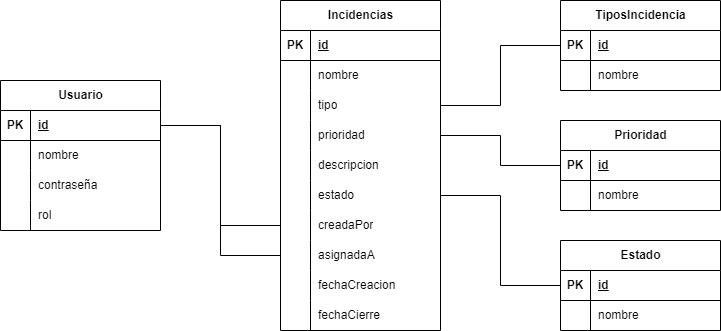 Usuario
PK id
nombre
contraseña
rol
Incidencias
PK id
nombre
tipo
prioridad
descripcion
estado
creadaPor
asignadaA
fechaCreacion
fechaCierre
TiposIncidencia
PK id
nombre
Prioridad
PK id
nombre
Estado
PK id
nombre